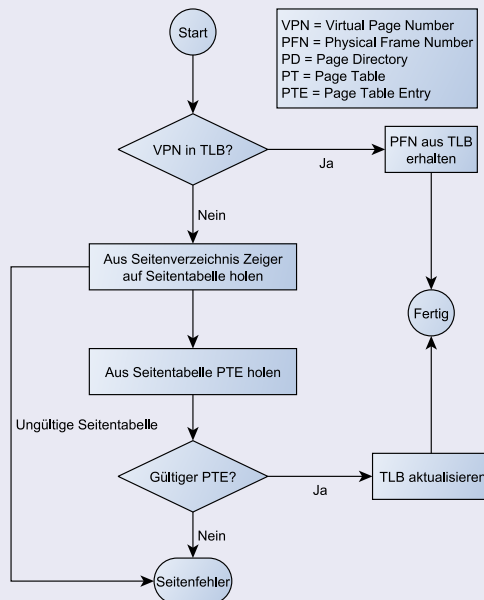 Start
VPN = Virtual Page Number
PFN = Physical Frame Number
PD = Page Directory
PT = Page Table
PTE = Page Table Entry
VPN in TLB?
Ja
PFN aus TLB
erhalten
Nein
Aus Seitenverzeichnis Zeiger
auf Seitentabelle holen
Fertig
Aus Seitentabelle PTE holen
Ungültige Seitentabelle
Gültiger PTE?
Ja
TLB aktualisieren
Nein
Seitenfehler